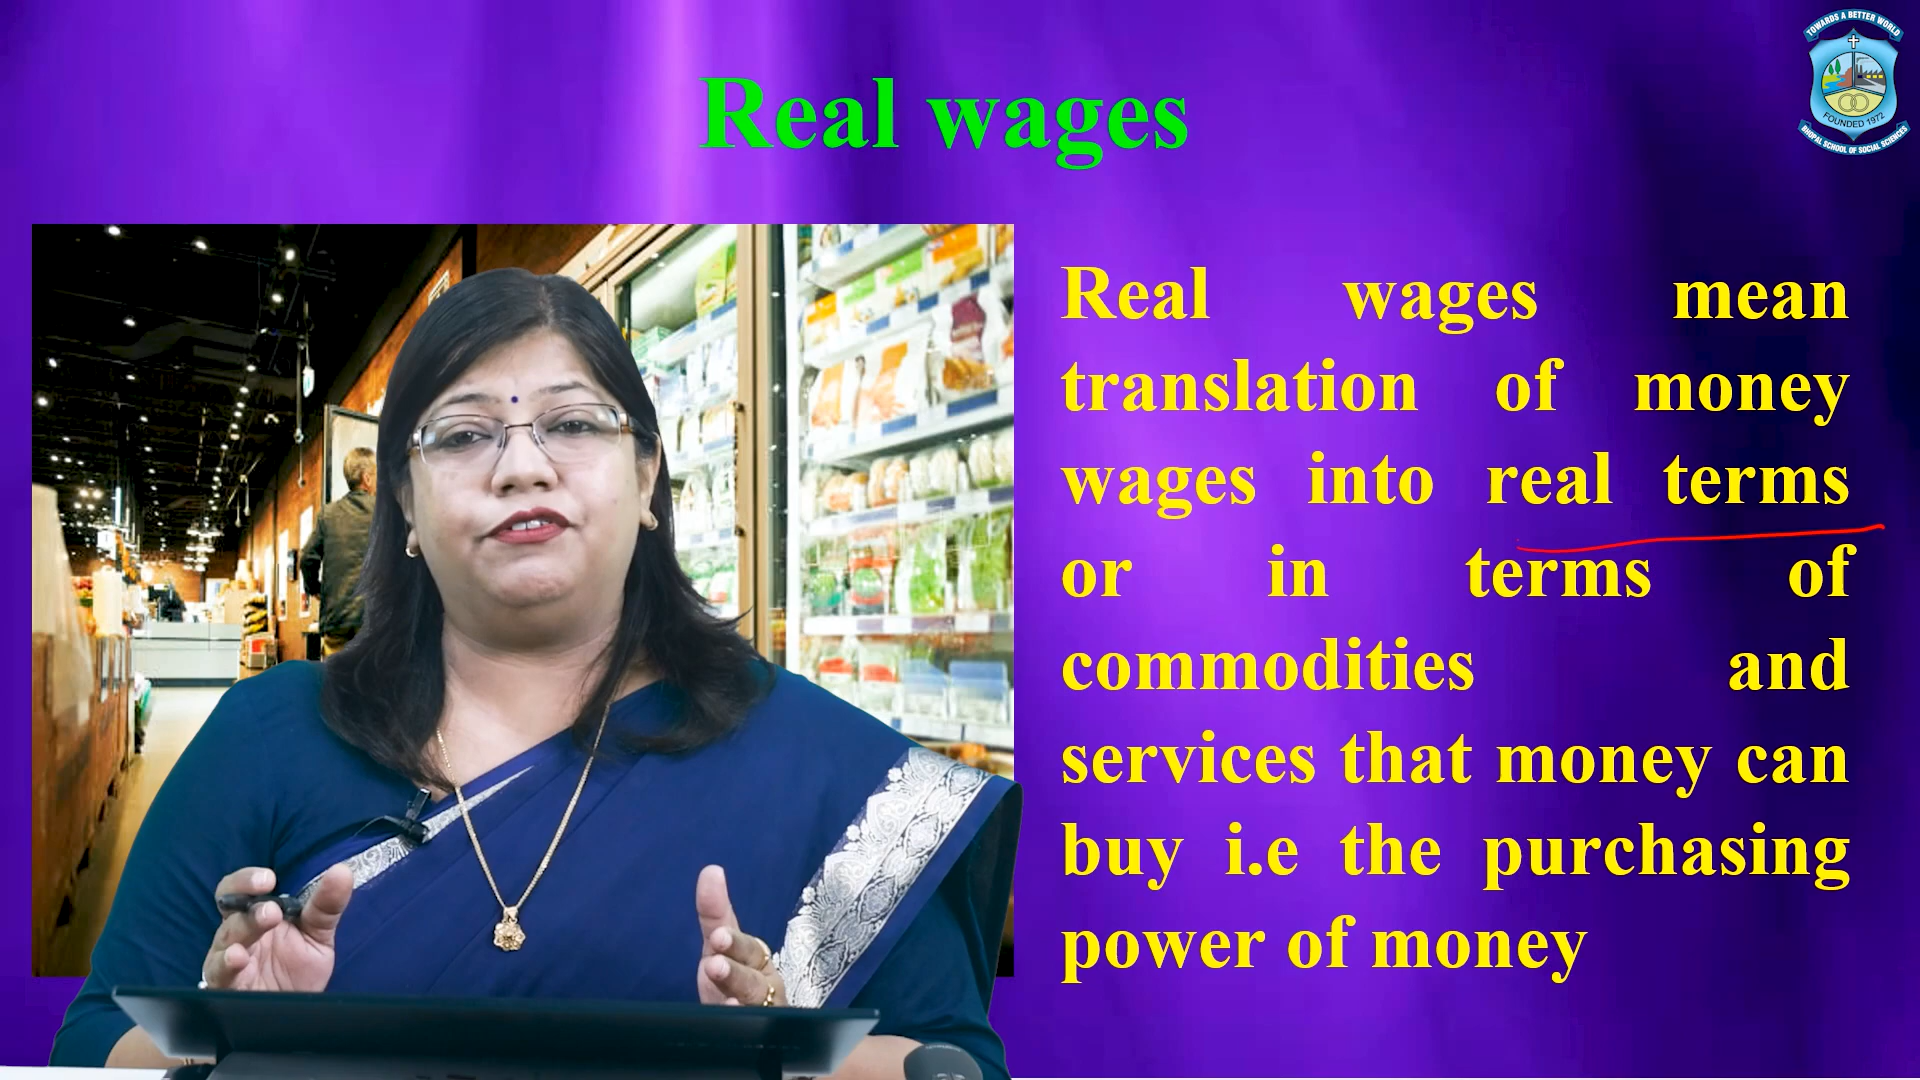 TOWARDS A BETTER WORLD
FOUNDED 1972
BHOPAL SCHOOL OF SOCIAL SCIENCES
Real wages
Real wages mean
translation of money
wages into real terms
or in terms of
commodities and
services that money can
buy i.e the purchasing
power of money